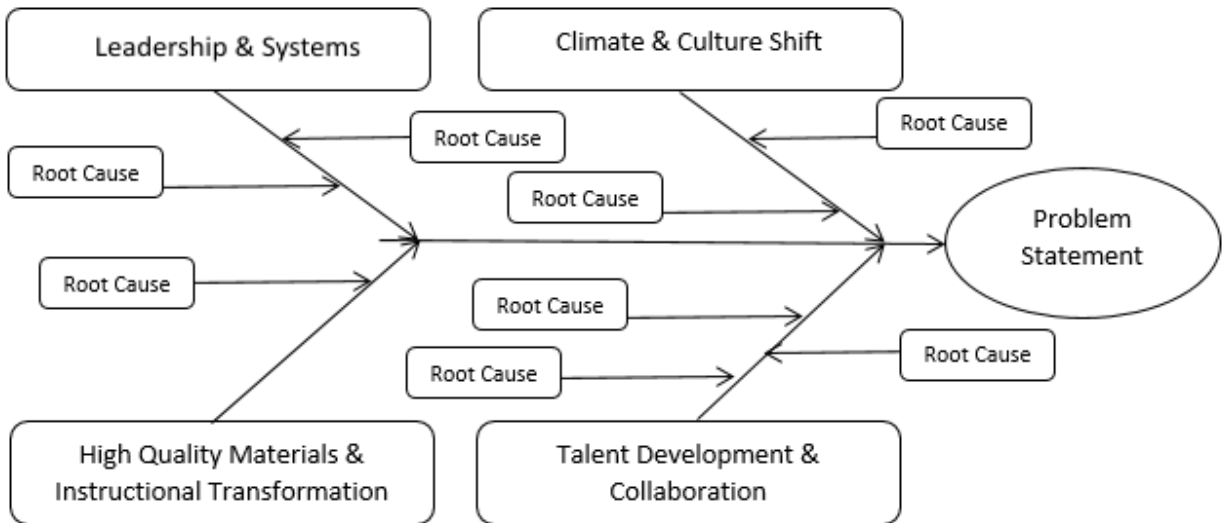 Leadership & Systems
Climate & Culture Shift
Root Cause
Root Cause
Root Cause
Root Cause
Problem
Statement
Root Cause
Root Cause
Root Cause
Root Cause
High Quality Materials &
Instructional Transformation
Talent Development &
Collaboration